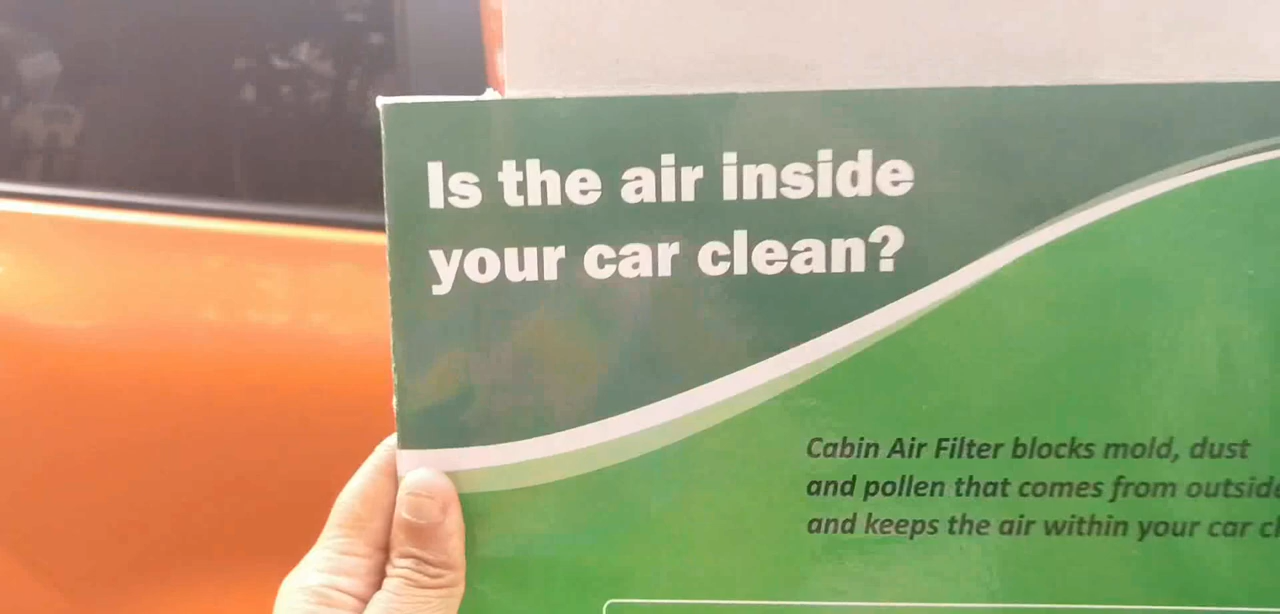 Is the air inside
your car clean?
Cabin Air Filter blocks mold, dust
and pollen that comes from outside
and keeps the air within your car